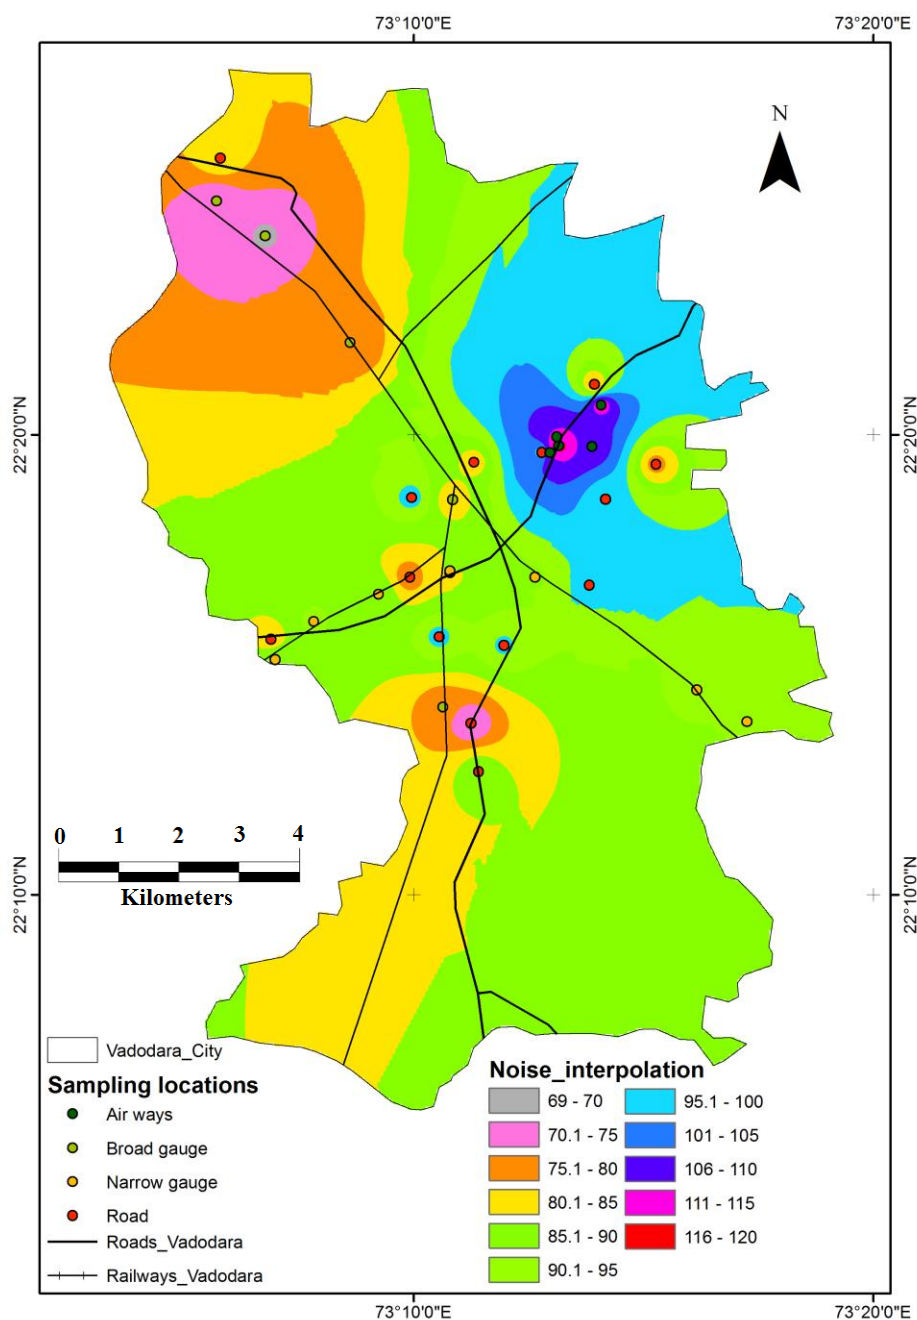 73°10'0"E 73°20'0"E
N
22°20'0"N 22°20'0"N
0 1 2 3 4
Kilometers
22°10'0"N 22°10'0"N
Vadodara_City
Sampling locations
Air ways
Broad gauge
Narrow gauge
Road
Roads_Vadodara
Railways_Vadodara
Noise_interpolation
69 - 70
70.1 - 75
75.1 - 80
80.1 - 85
85.1 - 90
90.1 - 95
95.1 - 100
101 - 105
106 - 110
111 - 115
116 - 120
73°10'0"E 73°20'0"E